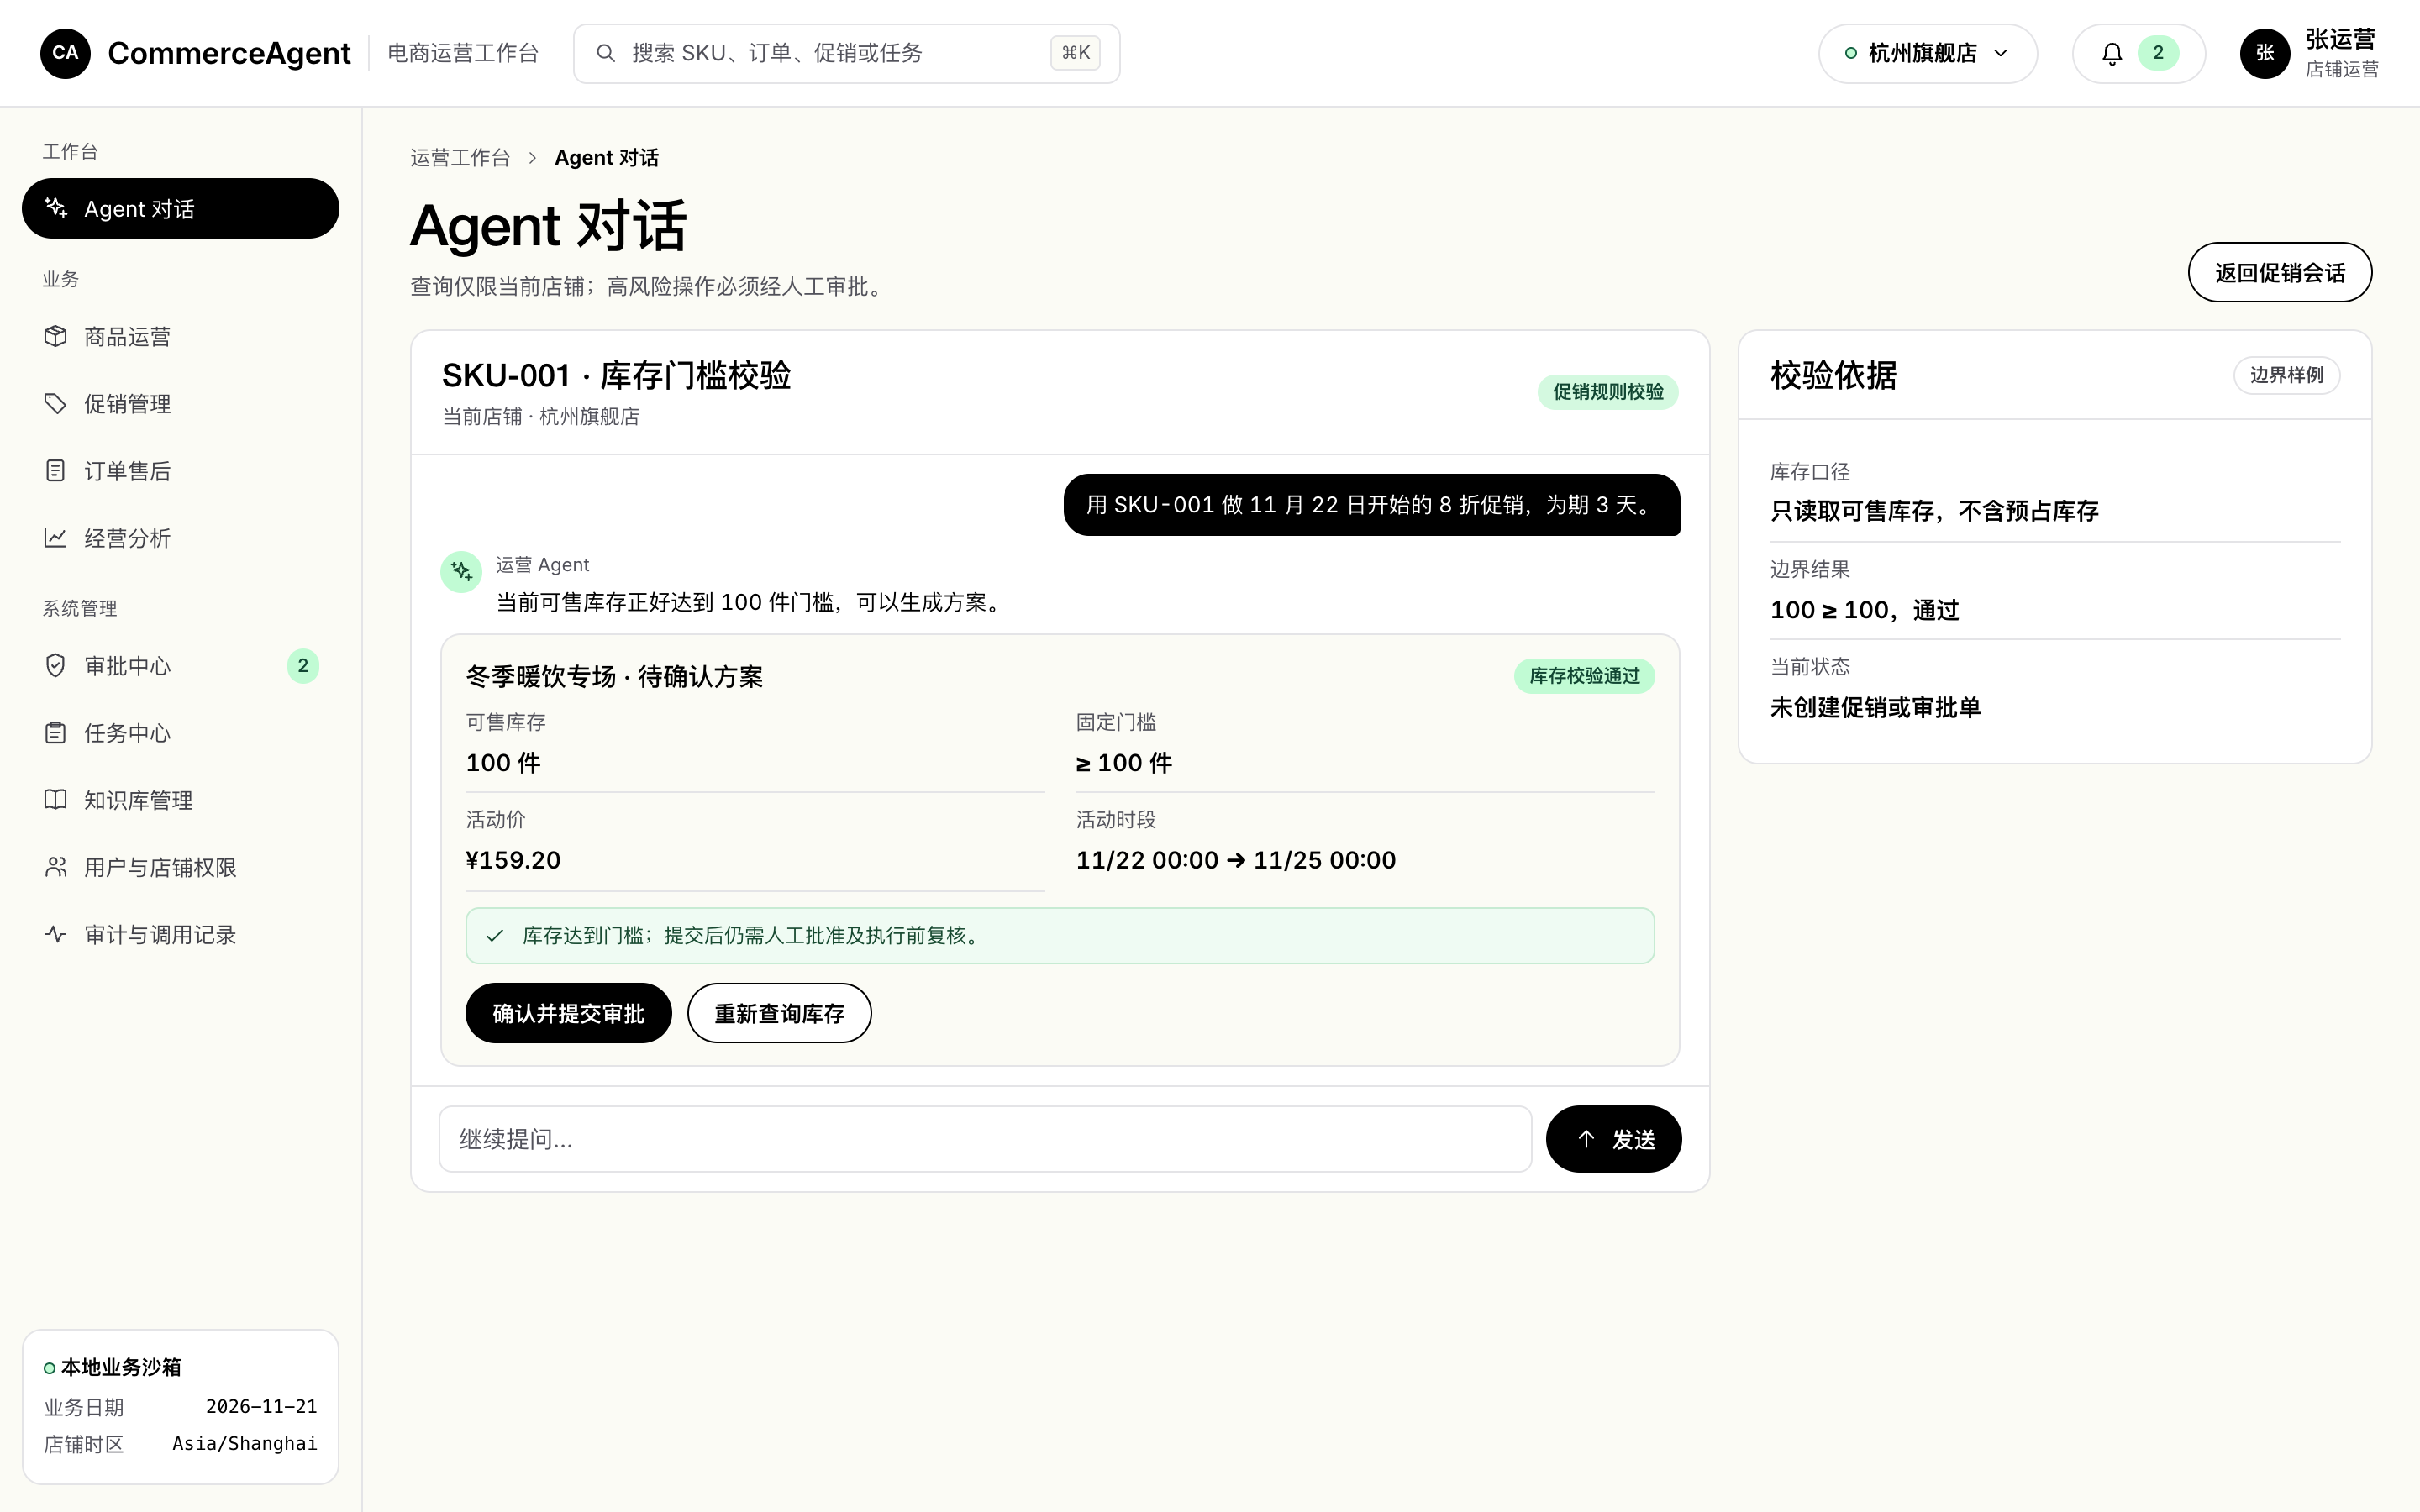 CA CommerceAgent 电商运营工作台 搜索 SKU、订单、促销或任务 ⌘K 杭州旗舰店 2 张 张运营
店铺运营
工作台
Agent 对话
业务
商品运营
促销管理
订单售后
经营分析
系统管理
审批中心 2
任务中心
知识库管理
用户与店铺权限
审计与调用记录
本地业务沙箱
业务日期 2026-11-21
店铺时区 Asia/Shanghai
运营工作台 > Agent 对话
Agent 对话
查询仅限当前店铺；高风险操作必须经人工审批。
返回促销会话
SKU-001 · 库存门槛校验
当前店铺 · 杭州旗舰店
促销规则校验
用 SKU-001 做 11 月 22 日开始的 8 折促销，为期 3 天。
运营 Agent
当前可售库存正好达到 100 件门槛，可以生成方案。
冬季暖饮专场 · 待确认方案 库存校验通过
可售库存
100 件
固定门槛
≥ 100 件
活动价
¥159.20
活动时段
11/22 00:00 → 11/25 00:00
库存达到门槛；提交后仍需人工批准及执行前复核。
确认并提交审批 重新查询库存
继续提问... ↑ 发送
校验依据 边界样例
库存口径
只读取可售库存，不含预占库存
边界结果
100 ≥ 100，通过
当前状态
未创建促销或审批单